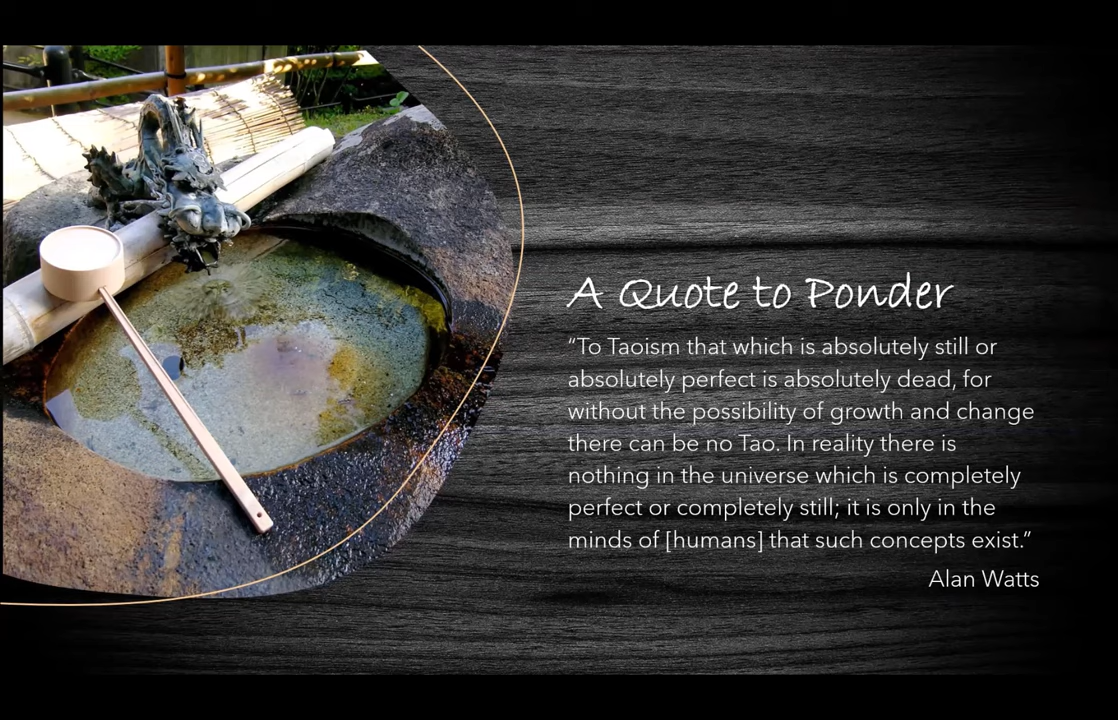 A Quote to Ponder
“To Taoism that which is absolutely still or
absolutely perfect is absolutely dead, for
without the possibility of growth and change
there can be no Tao. In reality there is
nothing in the universe which is completely
perfect or completely still; it is only in the
minds of [humans] that such concepts exist.”
Alan Watts